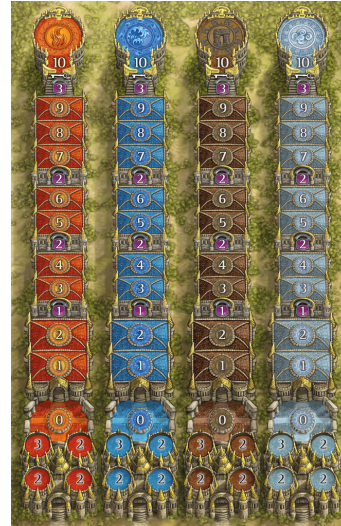 10 10 10 10
3 3 3 3
9 9 9 9
8 8 8 8
7 7 7 7
2 2 2 2
6 6 6 6
5 5 5 5
2 2 2 2
4 4 4 4
3 3 3 3
1 1 1 1
2 2 2 2
1 1 1 1
0 0 0 0
3 2 3 2 3 2 3 2
2 2 2 2 2 2 2 2